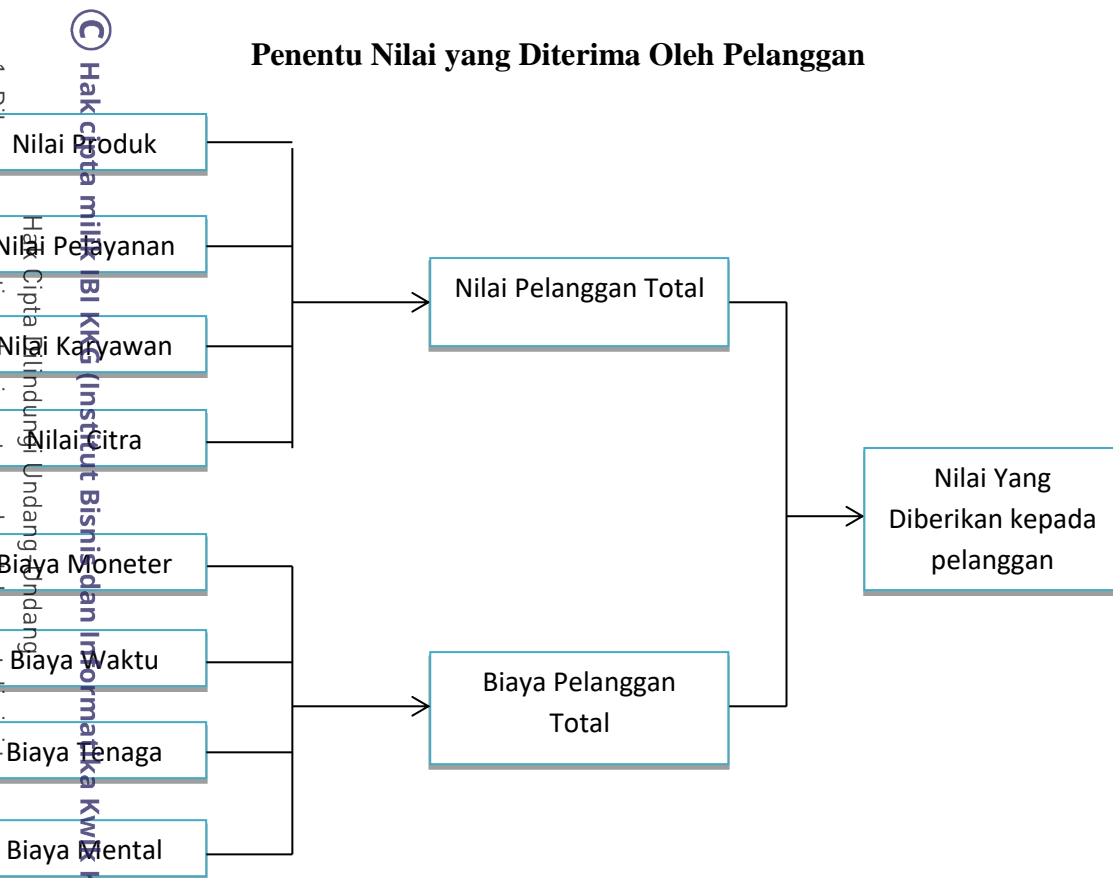 Penentu Nilai yang Diterima Oleh Pelanggan
Nilai Produk
Nilai Pelayanan
Nilai Karyawan
Nilai Citra
Nilai Pelanggan Total
Biaya Moneter
Biaya Waktu
Biaya Tenaga
Biaya Mental
Biaya Pelanggan
Total
Nilai Yang
Diberikan kepada
pelanggan
© Hak cipta milik IBI KKG (Institut Bisnis dan Informatika Kwik
Hak Cipta Dilindungi Undang-Undang